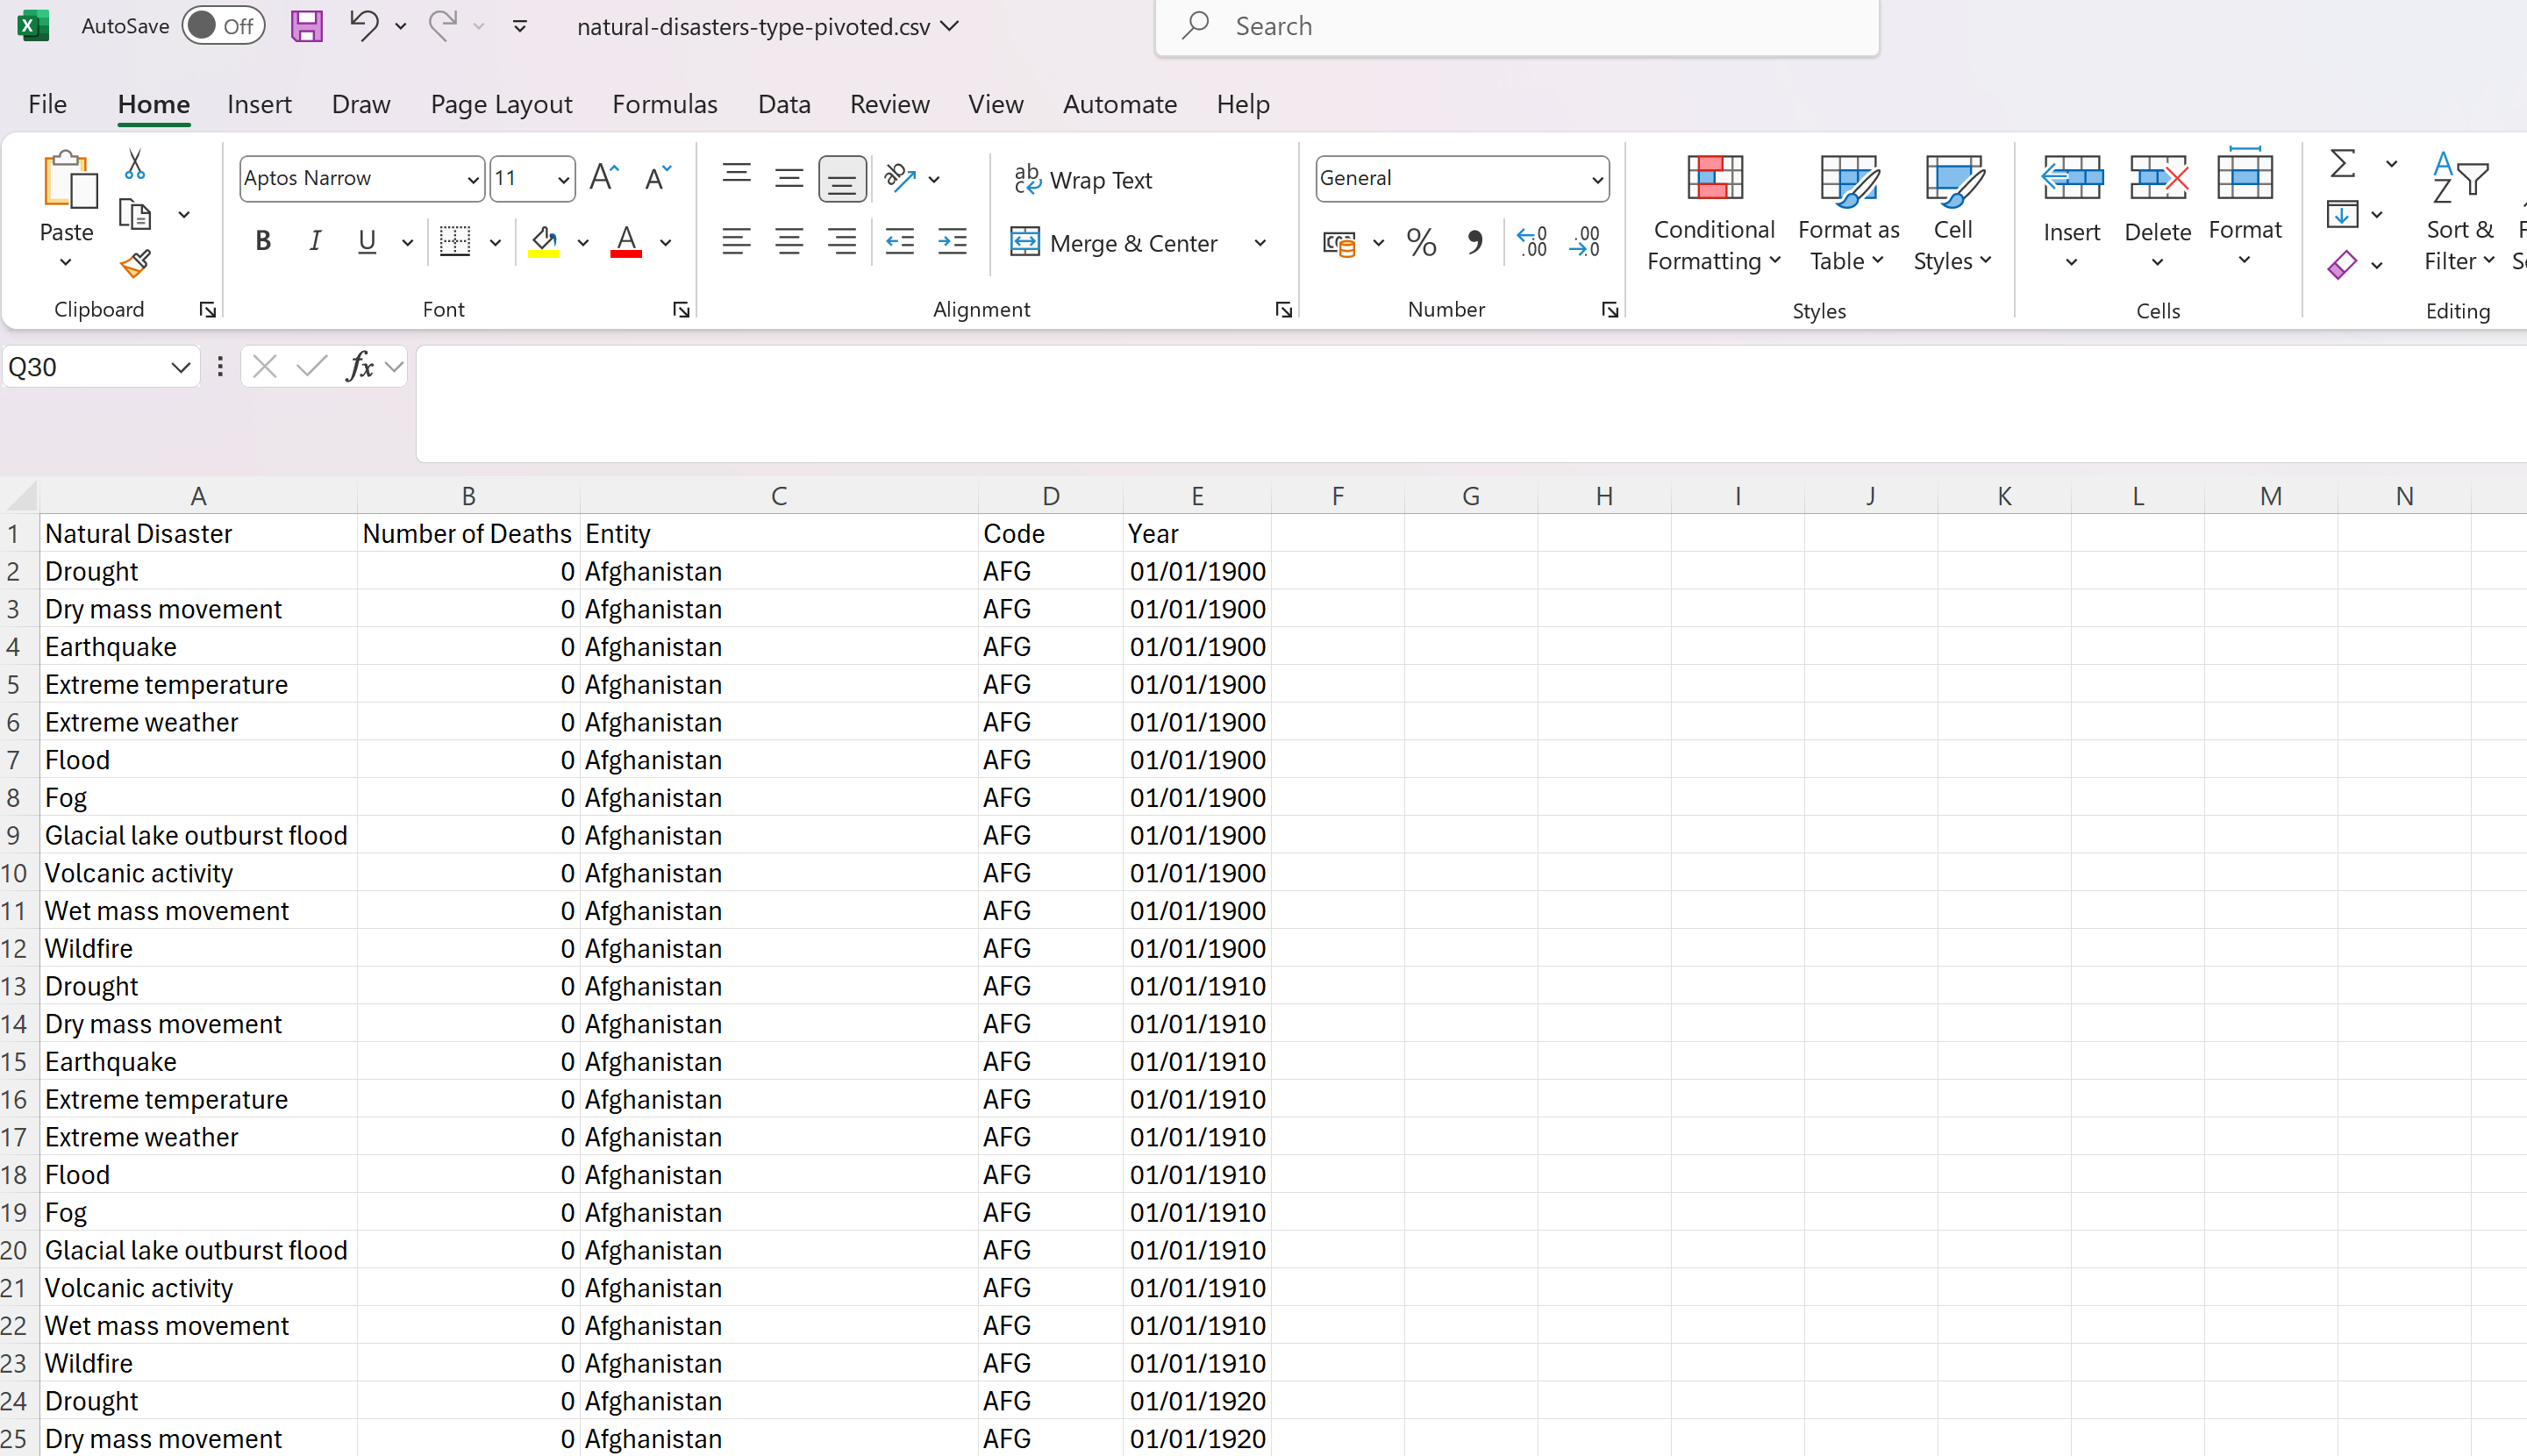 AutoSave Off natural-disasters-type-pivoted.csv Search
File Home Insert Draw Page Layout Formulas Data Review View Automate Help
Paste
Clipboard
Aptos Narrow 11
B I U A
Font
Wrap Text
Merge & Center
Alignment
General
% 
Number
Conditional Formatting
Format as Table
Cell Styles
Styles
Insert
Delete
Format
Cells
Sort & Filter
Editing
Q30 fx
A B C D E F G H I J K L M N
1 Natural Disaster Number of Deaths Entity Code Year
2 Drought 0 Afghanistan AFG 01/01/1900
3 Dry mass movement 0 Afghanistan AFG 01/01/1900
4 Earthquake 0 Afghanistan AFG 01/01/1900
5 Extreme temperature 0 Afghanistan AFG 01/01/1900
6 Extreme weather 0 Afghanistan AFG 01/01/1900
7 Flood 0 Afghanistan AFG 01/01/1900
8 Fog 0 Afghanistan AFG 01/01/1900
9 Glacial lake outburst flood 0 Afghanistan AFG 01/01/1900
10 Volcanic activity 0 Afghanistan AFG 01/01/1900
11 Wet mass movement 0 Afghanistan AFG 01/01/1900
12 Wildfire 0 Afghanistan AFG 01/01/1900
13 Drought 0 Afghanistan AFG 01/01/1910
14 Dry mass movement 0 Afghanistan AFG 01/01/1910
15 Earthquake 0 Afghanistan AFG 01/01/1910
16 Extreme temperature 0 Afghanistan AFG 01/01/1910
17 Extreme weather 0 Afghanistan AFG 01/01/1910
18 Flood 0 Afghanistan AFG 01/01/1910
19 Fog 0 Afghanistan AFG 01/01/1910
20 Glacial lake outburst flood 0 Afghanistan AFG 01/01/1910
21 Volcanic activity 0 Afghanistan AFG 01/01/1910
22 Wet mass movement 0 Afghanistan AFG 01/01/1910
23 Wildfire 0 Afghanistan AFG 01/01/1910
24 Drought 0 Afghanistan AFG 01/01/1920
25 Dry mass movement 0 Afghanistan AFG 01/01/1920